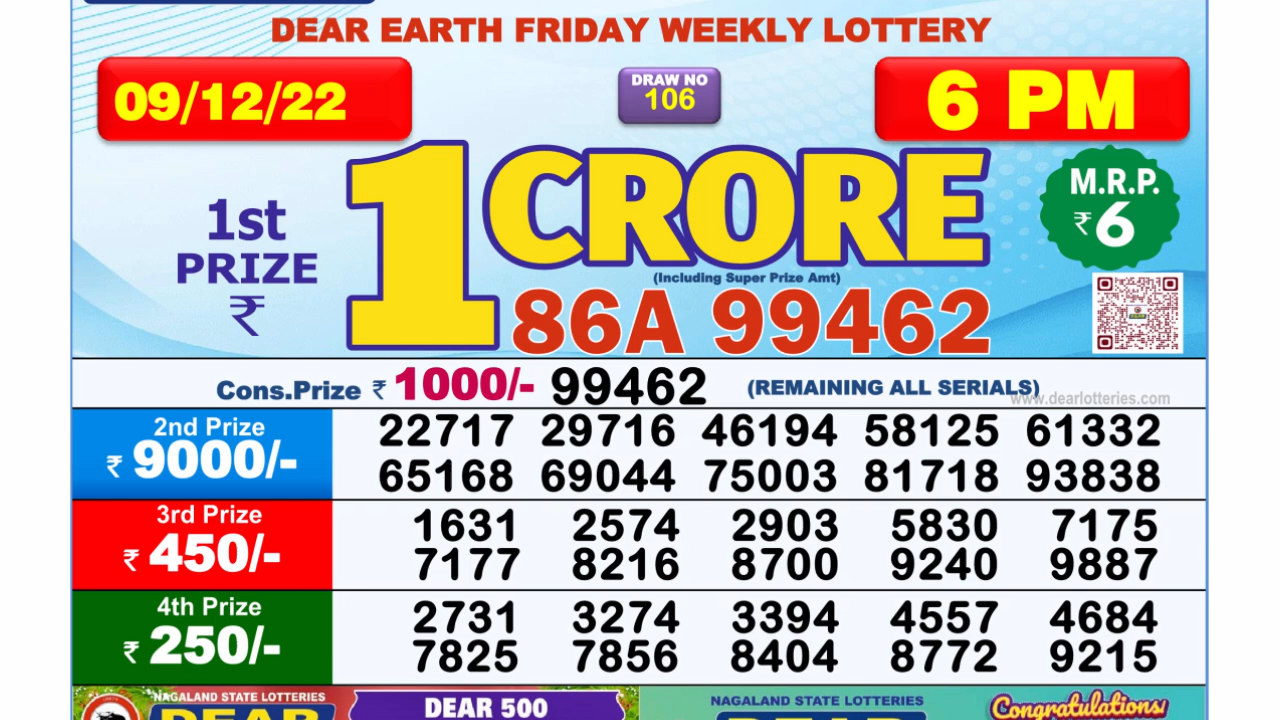 DEAR EARTH FRIDAY WEEKLY LOTTERY
09/12/22
DRAW NO
106
6 PM
1st
PRIZE
₹
1 CRORE
(Including Super Prize Amt)
86A 99462
M.R.P.
₹ 6
Cons.Prize ₹ 1000/- 99462 (REMAINING ALL SERIALS)
www.dearlotteries.com
2nd Prize
₹ 9000/-
22717 29716 46194 58125 61332
65168 69044 75003 81718 93838
3rd Prize
₹ 450/-
1631 2574 2903 5830 7175
7177 8216 8700 9240 9887
4th Prize
₹ 250/-
2731 3274 3394 4557 4684
7825 7856 8404 8772 9215
NAGALAND STATE LOTTERIES
DEAR
DEAR 500
NAGALAND STATE LOTTERIES
DEAR
Congratulations